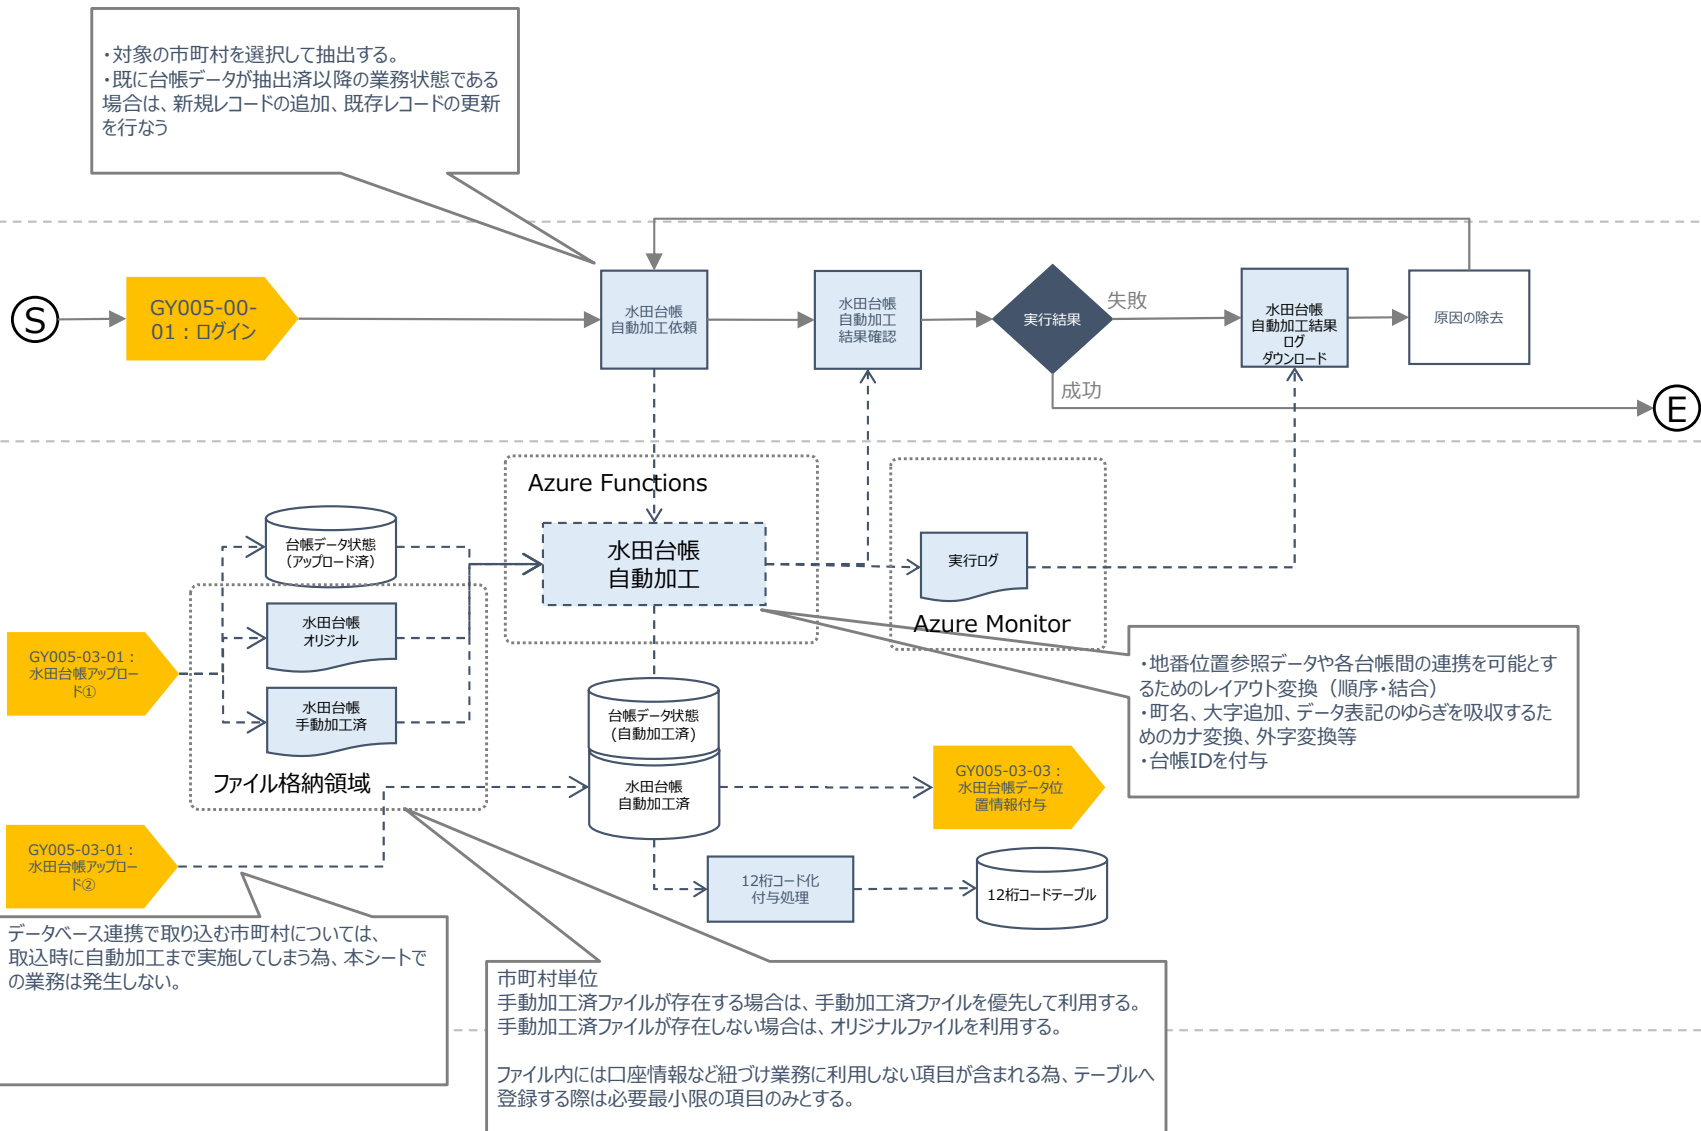 ・対象の市町村を選択して抽出する。
・既に台帳データが抽出済以降の業務状態である
場合は、新規レコードの追加、既存レコードの更新
を行なう
S
GY005-00-
01：ログイン
水田台帳
自動加工依頼
水田台帳
自動加工
結果確認
実行結果
失敗
成功
水田台帳
自動加工結果
ログ
ダウンロード
原因の除去
E
Azure Functions
水田台帳
自動加工
台帳データ状態
（アップロード済）
水田台帳
オリジナル
水田台帳
手動加工済
ファイル格納領域
GY005-03-01：
水田台帳アップロー
ド①
GY005-03-01：
水田台帳アップロー
ド②
実行ログ
Azure Monitor
・地番位置参照データや各台帳間の連携を可能とす
るためのレイアウト変換（順序・結合）
・町名、大字追加、データ表記のゆらぎを吸収するた
めのカナ変換、外字変換等
・台帳IDを付与
台帳データ状態
(自動加工済)
水田台帳
自動加工済
GY005-03-03：
水田台帳データ位
置情報付与
12桁コード化
付与処理
12桁コードテーブル
データベース連携で取り込む市町村については、
取込時に自動加工まで実施してしまう為、本シートで
の業務は発生しない。
市町村単位
手動加工済ファイルが存在する場合は、手動加工済ファイルを優先して利用する。
手動加工済ファイルが存在しない場合は、オリジナルファイルを利用する。
ファイル内には口座情報など紐づけ業務に利用しない項目が含まれる為、テーブルへ
登録する際は必要最小限の項目のみとする。